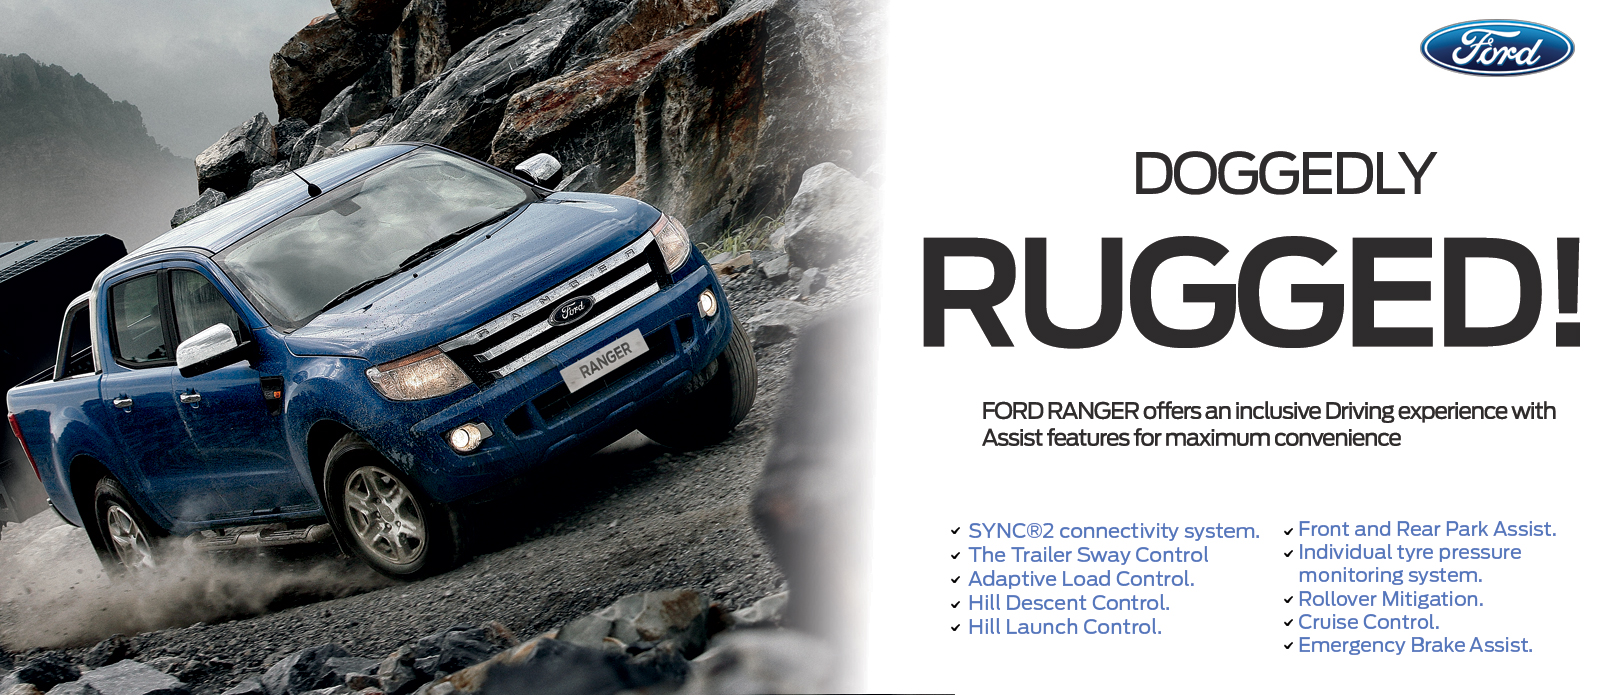 Ford
DOGGEDLY
RUGGED!
RANGER
Ford
RANGER
FORD RANGER offers an inclusive Driving experience with
Assist features for maximum convenience
SYNC®2 connectivity system.
The Trailer Sway Control
Adaptive Load Control.
Hill Descent Control.
Hill Launch Control.
Front and Rear Park Assist.
Individual tyre pressure
monitoring system.
Rollover Mitigation.
Cruise Control.
Emergency Brake Assist.